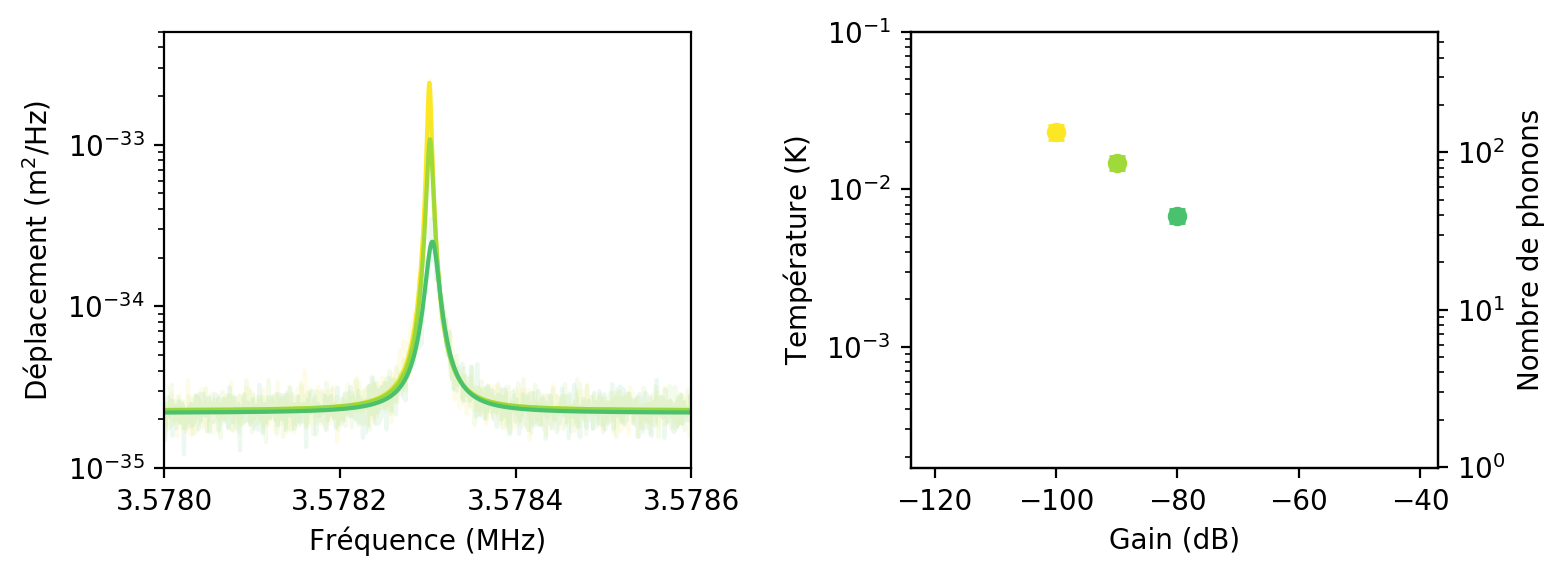 Déplacement (m²/Hz)
10⁻³³
10⁻³⁴
10⁻³⁵
3.5780 3.5782 3.5784 3.5786
Fréquence (MHz)
Température (K)
10⁻¹
10⁻²
10⁻³
−120 −100 −80 −60 −40
Gain (dB)
10²
10¹
10⁰
Nombre de phonons